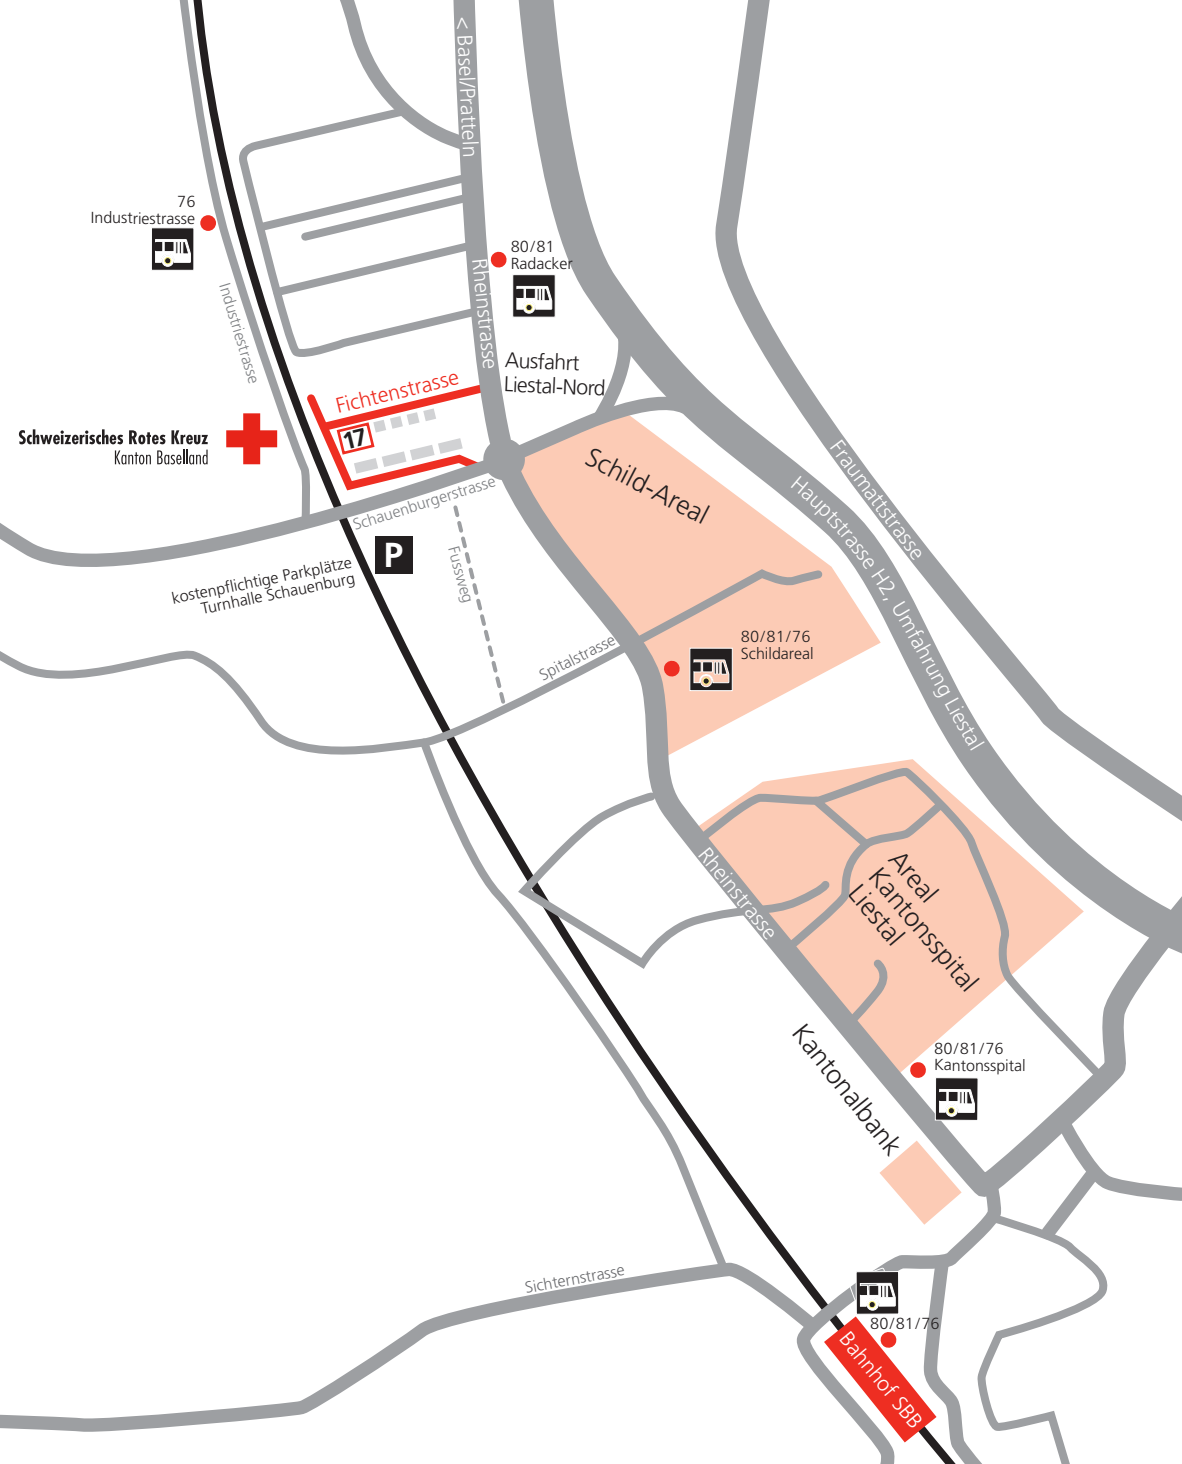 < Basel/Pratteln
76
Industriestrasse
80/81
Radacker
Industriestrasse
Rheinstrasse
Ausfahrt
Liestal-Nord
Fichtenstrasse
17
Schweizerisches Rotes Kreuz
Kanton Baselland
Schild-Areal
Schauenburgerstrasse
P
Fussweg
kostenpflichtige Parkplätze
Turnhalle Schauenburg
Fraumattstrasse
Hauptstrasse H2, Umfahrung Liestal
Spitalstrasse
80/81/76
Schildareal
Rheinstrasse
Areal
Kantonsspital
Liestal
Kantonalbank
80/81/76
Kantonsspital
Sichternstrasse
80/81/76
Bahnhof SBB